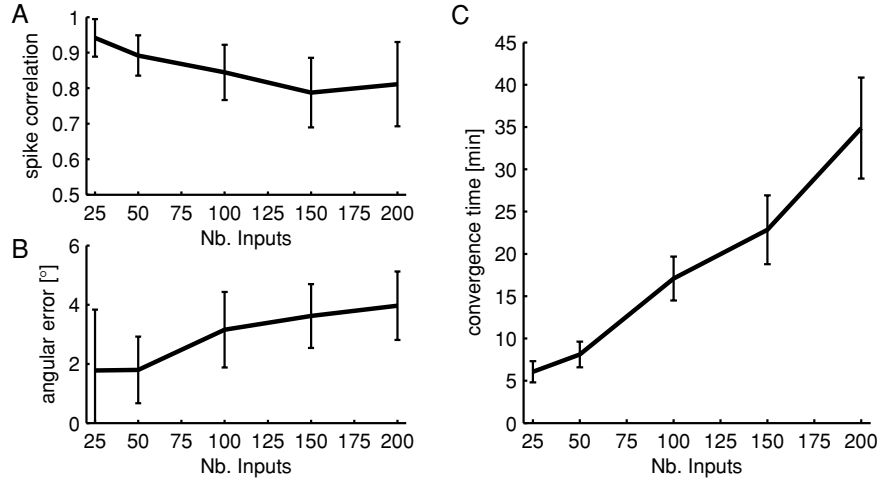 A
spike correlation
1
0.9
0.8
0.7
0.6
0.5
25 50 75 100 125 150 175 200
Nb. Inputs
B
angular error [°]
6
4
2
0
25 50 75 100 125 150 175 200
Nb. Inputs
C
convergence time [min]
45
40
35
30
25
20
15
10
5
0
25 50 75 100 125 150 175 200
Nb. Inputs